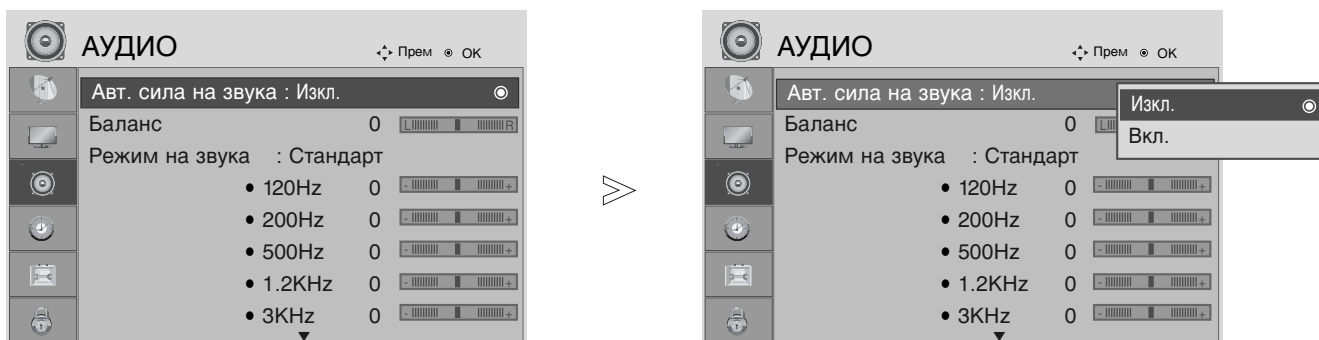 АУДИО Прем OK
Авт. сила на звука : Изкл.
Баланс 0 L R
Режим на звука : Стандарт
• 120Hz 0 - +
• 200Hz 0 - +
• 500Hz 0 - +
• 1.2KHz 0 - +
• 3KHz 0 - +
АУДИО Прем OK
Авт. сила на звука : Изкл.
Изкл.
Вкл.
Баланс 0 L
Режим на звука : Стандарт
• 120Hz 0 - +
• 200Hz 0 - +
• 500Hz 0 - +
• 1.2KHz 0 - +
• 3KHz 0 - +